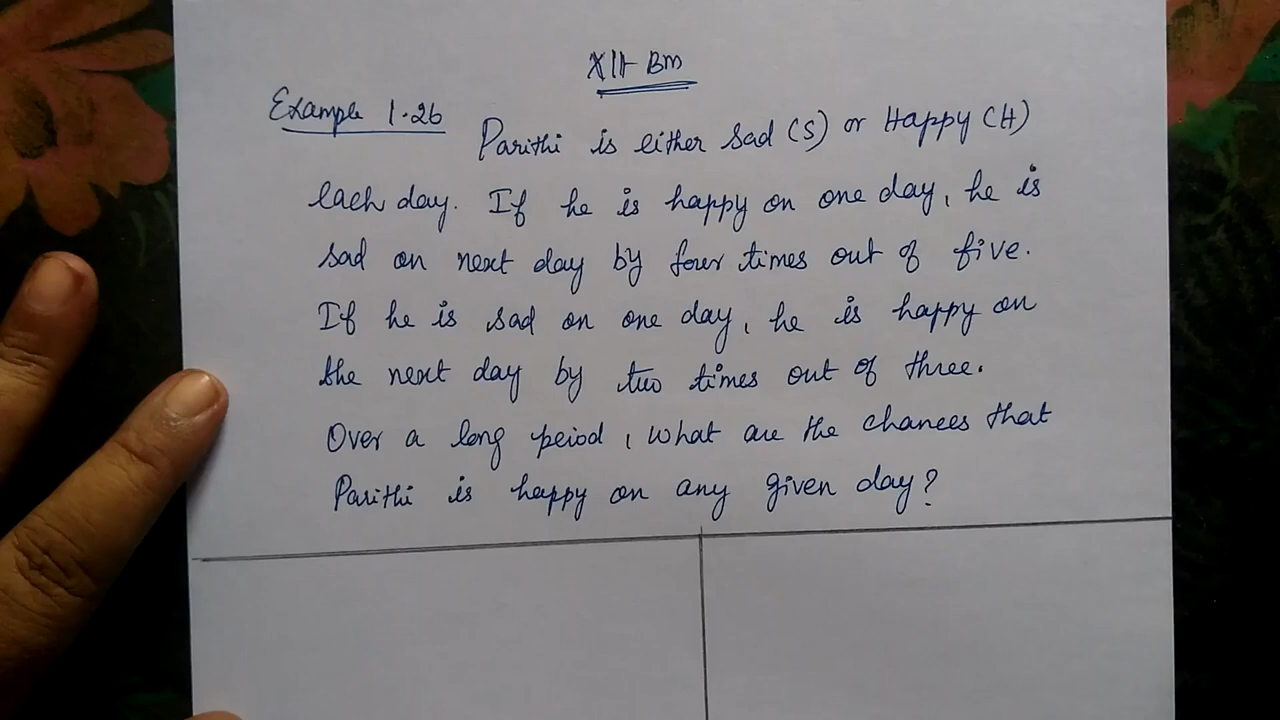 XII - BM
Example 1.26
Parithi is either sad (S) or Happy (H)
each day. If he is happy on one day, he is
sad on next day by four times out of five.
If he is sad on one day, he is happy on
the next day by two times out of three.
Over a long peiod, what are the chances that
Parithi is happy on any given day?